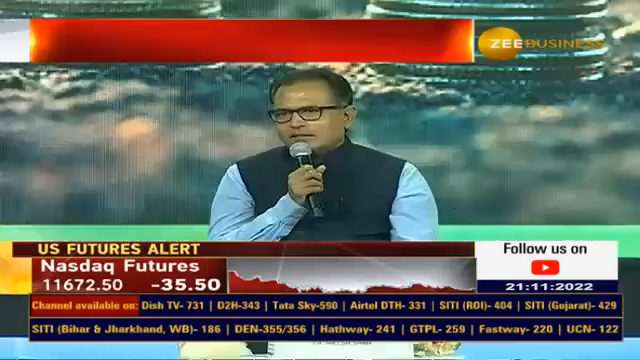 ZEE BUSINESS
US FUTURES ALERT
Nasdaq Futures
11672.50 -35.50
Follow us on
21:11:2022
Channel available on: Dish TV- 731 | D2H-343 | Tata Sky-590 | Airtel DTH- 331 | SITI (ROI)- 404 | SITI (Gujarat)- 429
SITI (Bihar & Jharkhand, WB)- 186 | DEN-355/356 | Hathway- 241 | GTPL- 259 | Fastway- 220 | UCN- 122